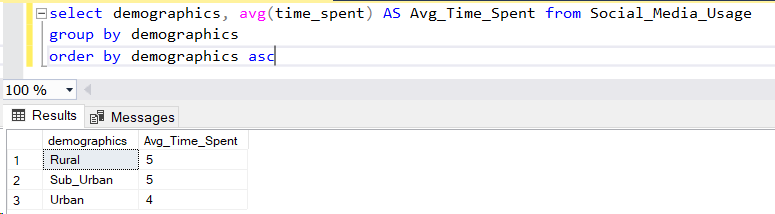 select demographics, avg(time_spent) AS Avg_Time_Spent from Social_Media_Usage
group by demographics
order by demographics asc
100 %
Results Messages
demographics Avg_Time_Spent
1 Rural 5
2 Sub_Urban 5
3 Urban 4